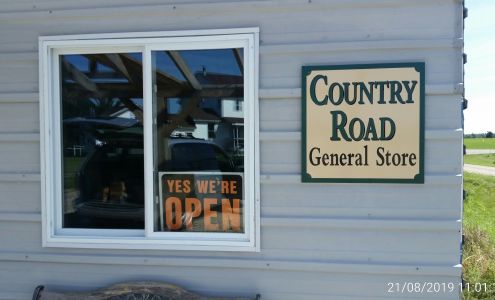 COUNTRY
ROAD
General Store
YES WE'RE
OPEN
21/08/2019 11:01